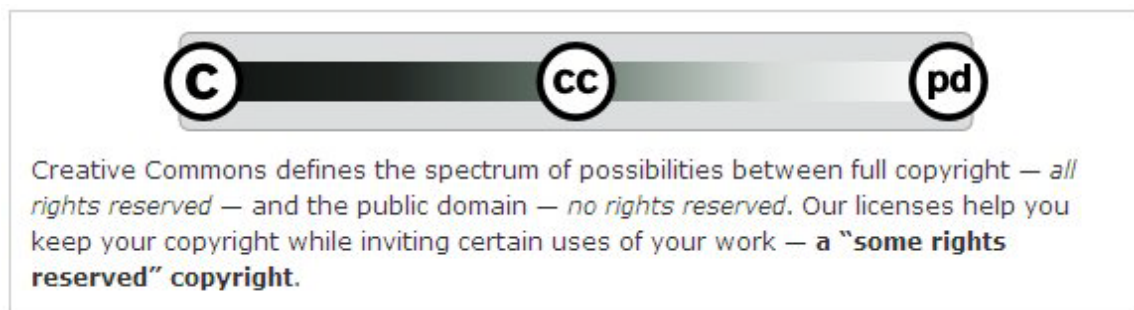 C cc pd
Creative Commons defines the spectrum of possibilities between full copyright — all
rights reserved — and the public domain — no rights reserved. Our licenses help you
keep your copyright while inviting certain uses of your work — a “some rights
reserved” copyright.